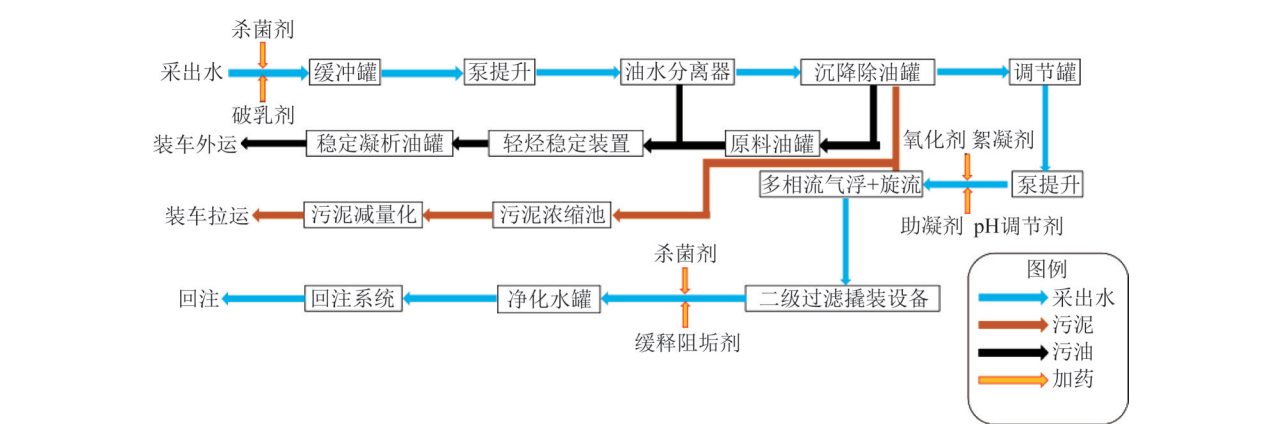 杀菌剂
采出水 缓冲罐 泵提升 油水分离器 沉降除油罐 调节罐
破乳剂
装车外运 稳定凝析油罐 轻烃稳定装置 原料油罐 氧化剂 絮凝剂
多相流气浮+旋流 泵提升
装车拉运 污泥减量化 污泥浓缩池 助凝剂 pH调节剂
杀菌剂
回注 回注系统 净化水罐 二级过滤撬装设备
缓释阻垢剂
图例
采出水
污泥
污油
加药